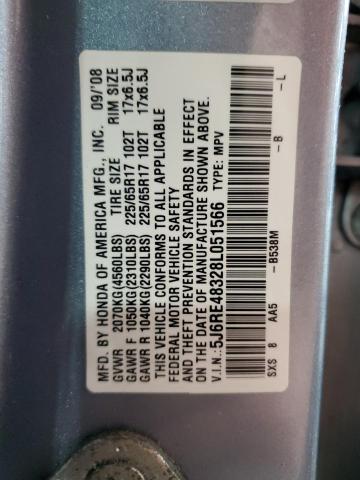 MFD. BY HONDA OF AMERICA MFG., INC. 09/'08
GVWR 2070KG(4560LBS) TIRE SIZE RIM SIZE
GAWR F 1050KG(2310LBS) 225/65R17 102T 17x6.5J
GAWR R 1040KG(2290LBS) 225/65R17 102T 17x6.5J
THIS VEHICLE CONFORMS TO ALL APPLICABLE
FEDERAL MOTOR VEHICLE SAFETY
AND THEFT PREVENTION STANDARDS IN EFFECT
ON THE DATE OF MANUFACTURE SHOWN ABOVE.
V.I.N.: 5J6RE48328L051566 TYPE: MPV
SXS 8 AA5 -B538M -B -L